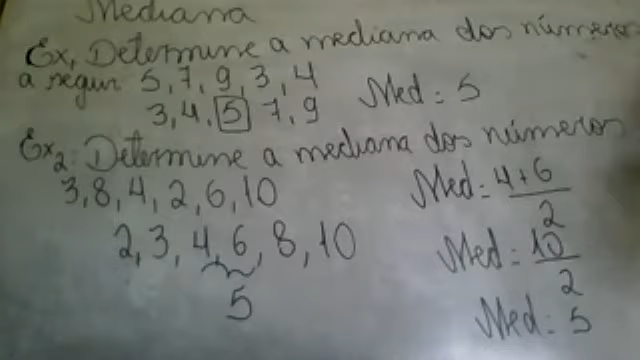 Mediana
Ex1 Determine a mediana dos números
a seguir 5, 7, 9, 3, 4 Med: 5
3, 4, 5 7, 9
Ex2: Determine a mediana dos números
3, 8, 4, 2, 6, 10 Med: 4+6
2
2, 3, 4, 6, 8, 10 Med: 10
2
5 Med: 5